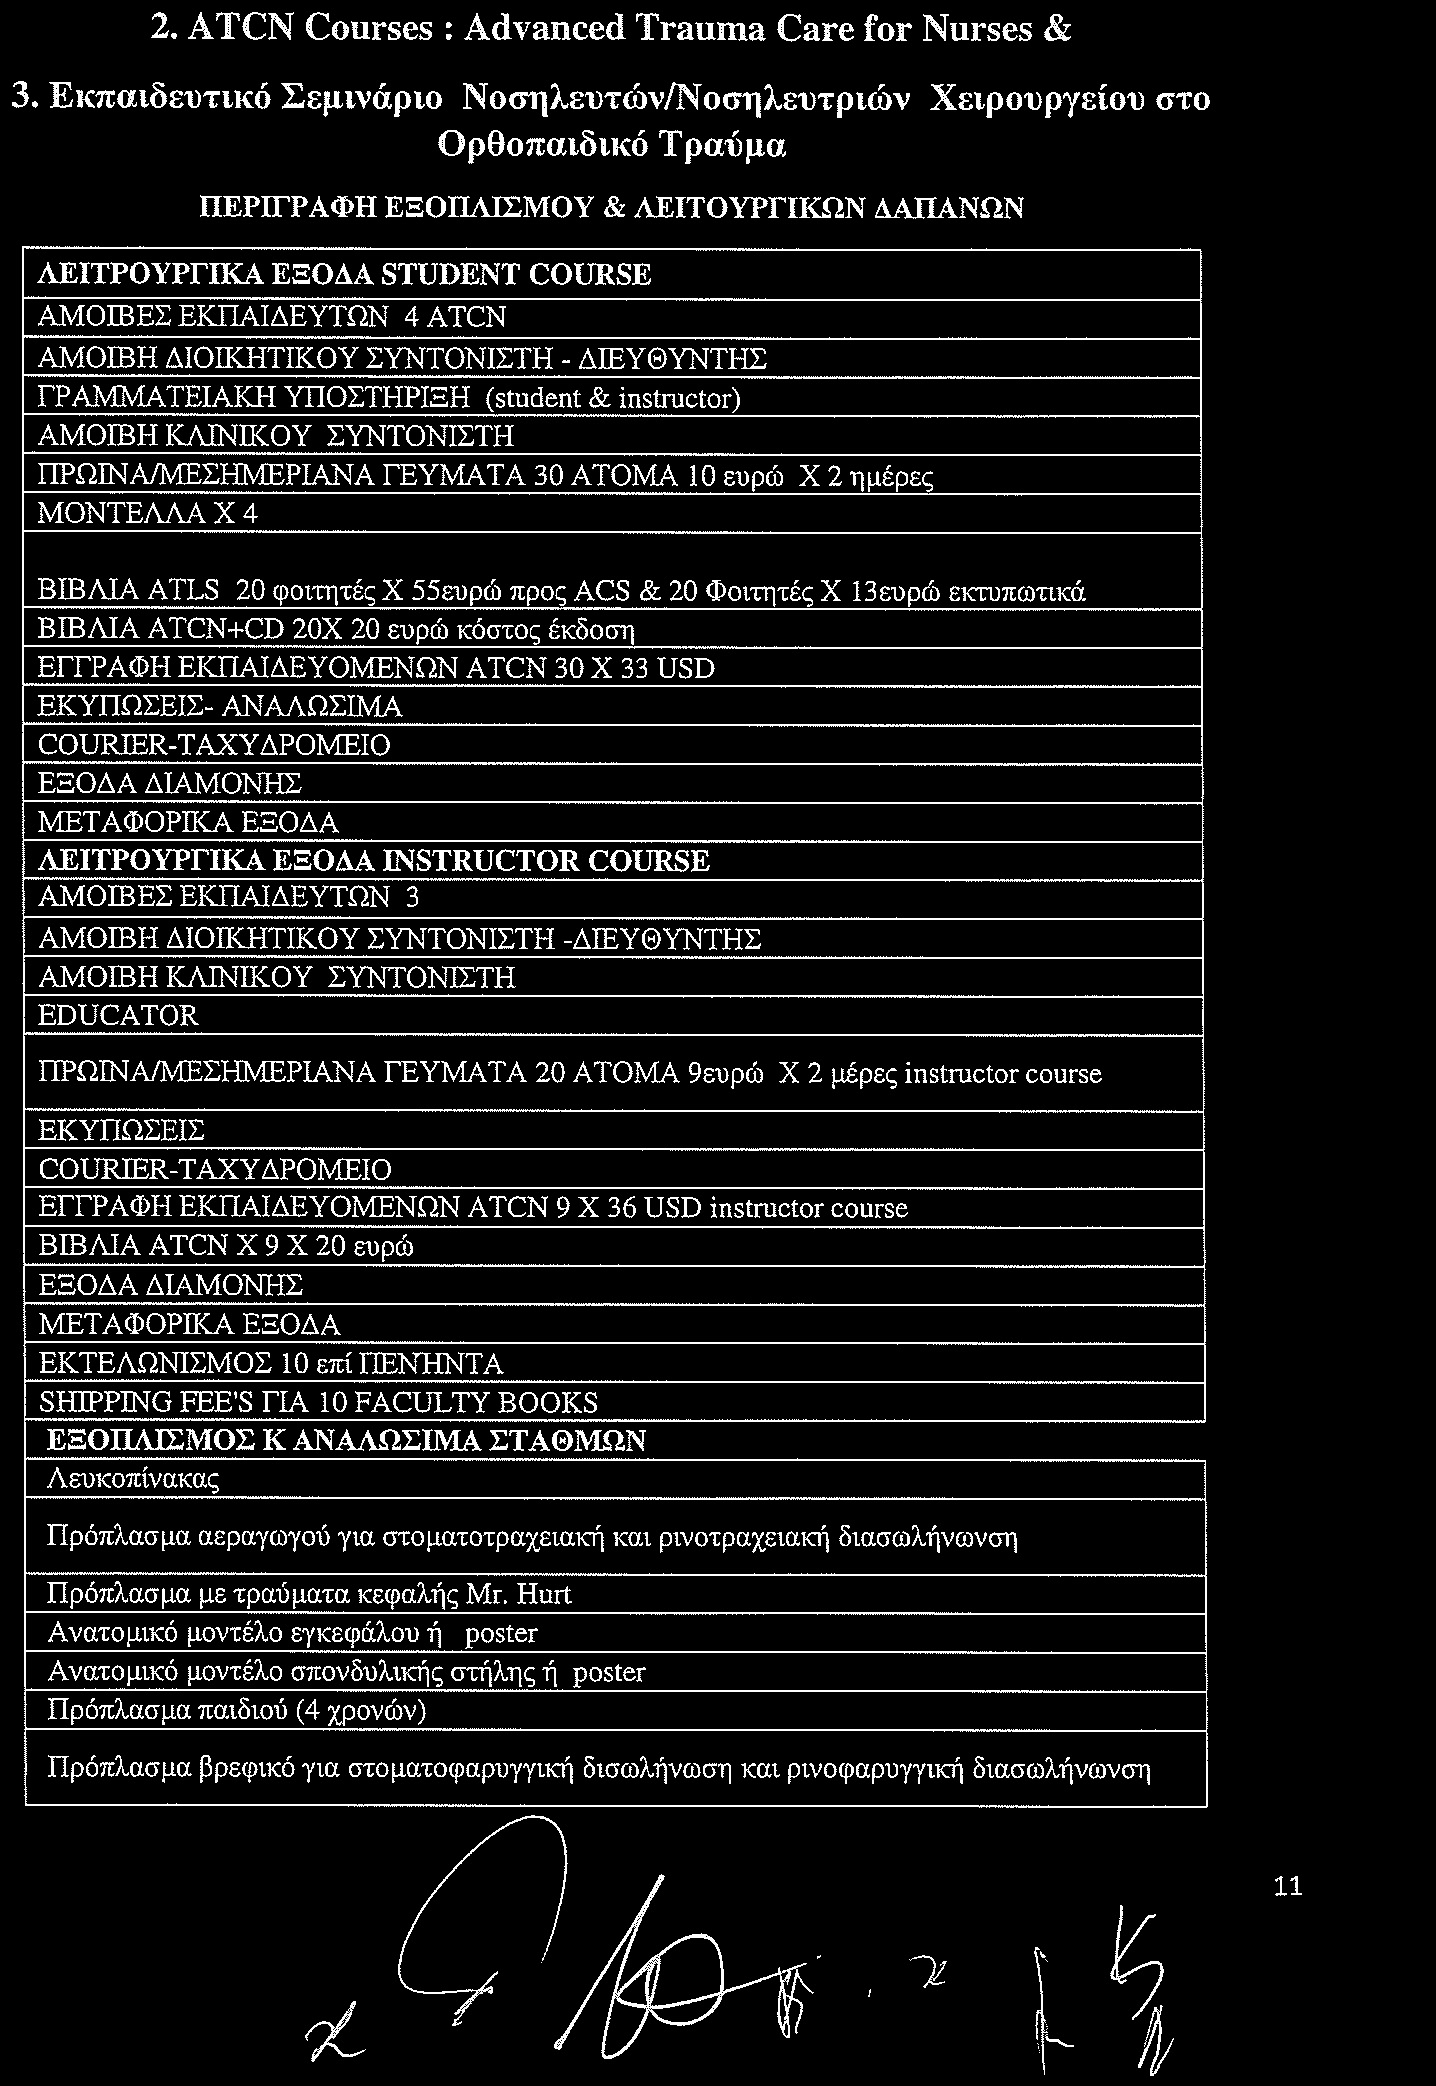 2. ATCN Courses : Advanced Trauma Care for Nurses &
3. Εκπαιδευτικό Σεμινάριο Νοσηλευτών/Νοσηλευτριών Χειρουργείου στο
Ορθοπαιδικό Τραύμα
ΠΕΡΙΓΡΑΦΗ ΕΞΟΠΛΙΣΜΟΥ & ΛΕΙΤΟΥΡΓΙΚΩΝ ΔΑΠΑΝΩΝ
ΛΕΙΤΡΟΥΡΓΙΚΑ ΕΞΟΔΑ STUDENT COURSE
ΑΜΟΙΒΕΣ ΕΚΠΑΙΔΕΥΤΩΝ 4 ATCN
ΑΜΟΙΒΗ ΔΙΟΙΚΗΤΙΚΟΥ ΣΥΝΤΟΝΙΣΤΗ - ΔΙΕΥΘΥΝΤΗΣ
ΓΡΑΜΜΑΤΕΙΑΚΗ ΥΠΟΣΤΗΡΙΞΗ (student & instructor)
ΑΜΟΙΒΗ ΚΛΙΝΙΚΟΥ ΣΥΝΤΟΝΙΣΤΗ
ΠΡΩΙΝΑ/ΜΕΣΗΜΕΡΙΑΝΑ ΓΕΥΜΑΤΑ 30 ΑΤΟΜΑ 10 ευρώ Χ 2 ημέρες
ΜΟΝΤΕΛΛΑ Χ 4
ΒΙΒΛΙΑ ATLS 20 φοιτητές Χ 55ευρώ προς ACS & 20 Φοιτητές Χ 13ευρώ εκτυπωτικά
ΒΙΒΛΙΑ ATCN+CD 20Χ 20 ευρώ κόστος έκδοση
ΕΓΓΡΑΦΗ ΕΚΠΑΙΔΕΥΟΜΕΝΩΝ ATCN 30 Χ 33 USD
ΕΚΥΠΩΣΕΙΣ- ΑΝΑΛΩΣΙΜΑ
COURIER-ΤΑΧΥΔΡΟΜΕΙΟ
ΕΞΟΔΑ ΔΙΑΜΟΝΗΣ
ΜΕΤΑΦΟΡΙΚΑ ΕΞΟΔΑ
ΛΕΙΤΡΟΥΡΓΙΚΑ ΕΞΟΔΑ INSTRUCTOR COURSE
ΑΜΟΙΒΕΣ ΕΚΠΑΙΔΕΥΤΩΝ 3
ΑΜΟΙΒΗ ΔΙΟΙΚΗΤΙΚΟΥ ΣΥΝΤΟΝΙΣΤΗ -ΔΙΕΥΘΥΝΤΗΣ
ΑΜΟΙΒΗ ΚΛΙΝΙΚΟΥ ΣΥΝΤΟΝΙΣΤΗ
EDUCATOR
ΠΡΩΙΝΑ/ΜΕΣΗΜΕΡΙΑΝΑ ΓΕΥΜΑΤΑ 20 ΑΤΟΜΑ 9ευρώ Χ 2 μέρες instructor course
ΕΚΥΠΩΣΕΙΣ
COURIER-ΤΑΧΥΔΡΟΜΕΙΟ
ΕΓΓΡΑΦΗ ΕΚΠΑΙΔΕΥΟΜΕΝΩΝ ATCN 9 Χ 36 USD instructor course
ΒΙΒΛΙΑ ATCN Χ 9 Χ 20 ευρώ
ΕΞΟΔΑ ΔΙΑΜΟΝΗΣ
ΜΕΤΑΦΟΡΙΚΑ ΕΞΟΔΑ
ΕΚΤΕΛΩΝΙΣΜΟΣ 10 επί ΠΕΝΉΝΤΑ
SHIPPING FEE'S ΓΙΑ 10 FACULTY BOOKS
ΕΞΟΠΛΙΣΜΟΣ Κ ΑΝΑΛΩΣΙΜΑ ΣΤΑΘΜΩΝ
Λευκοπίνακας
Πρόπλασμα αεραγωγού για στοματοτραχειακή και ρινοτραχειακή διασωλήνωνση
Πρόπλασμα με τραύματα κεφαλής Mr. Hurt
Ανατομικό μοντέλο εγκεφάλου ή poster
Ανατομικό μοντέλο σπονδυλικής στήλης ή poster
Πρόπλασμα παιδιού (4 χρονών)
Πρόπλασμα βρεφικό για στοματοφαρυγγική δισωλήνωση και ρινοφαρυγγική διασωλήνωνση
11